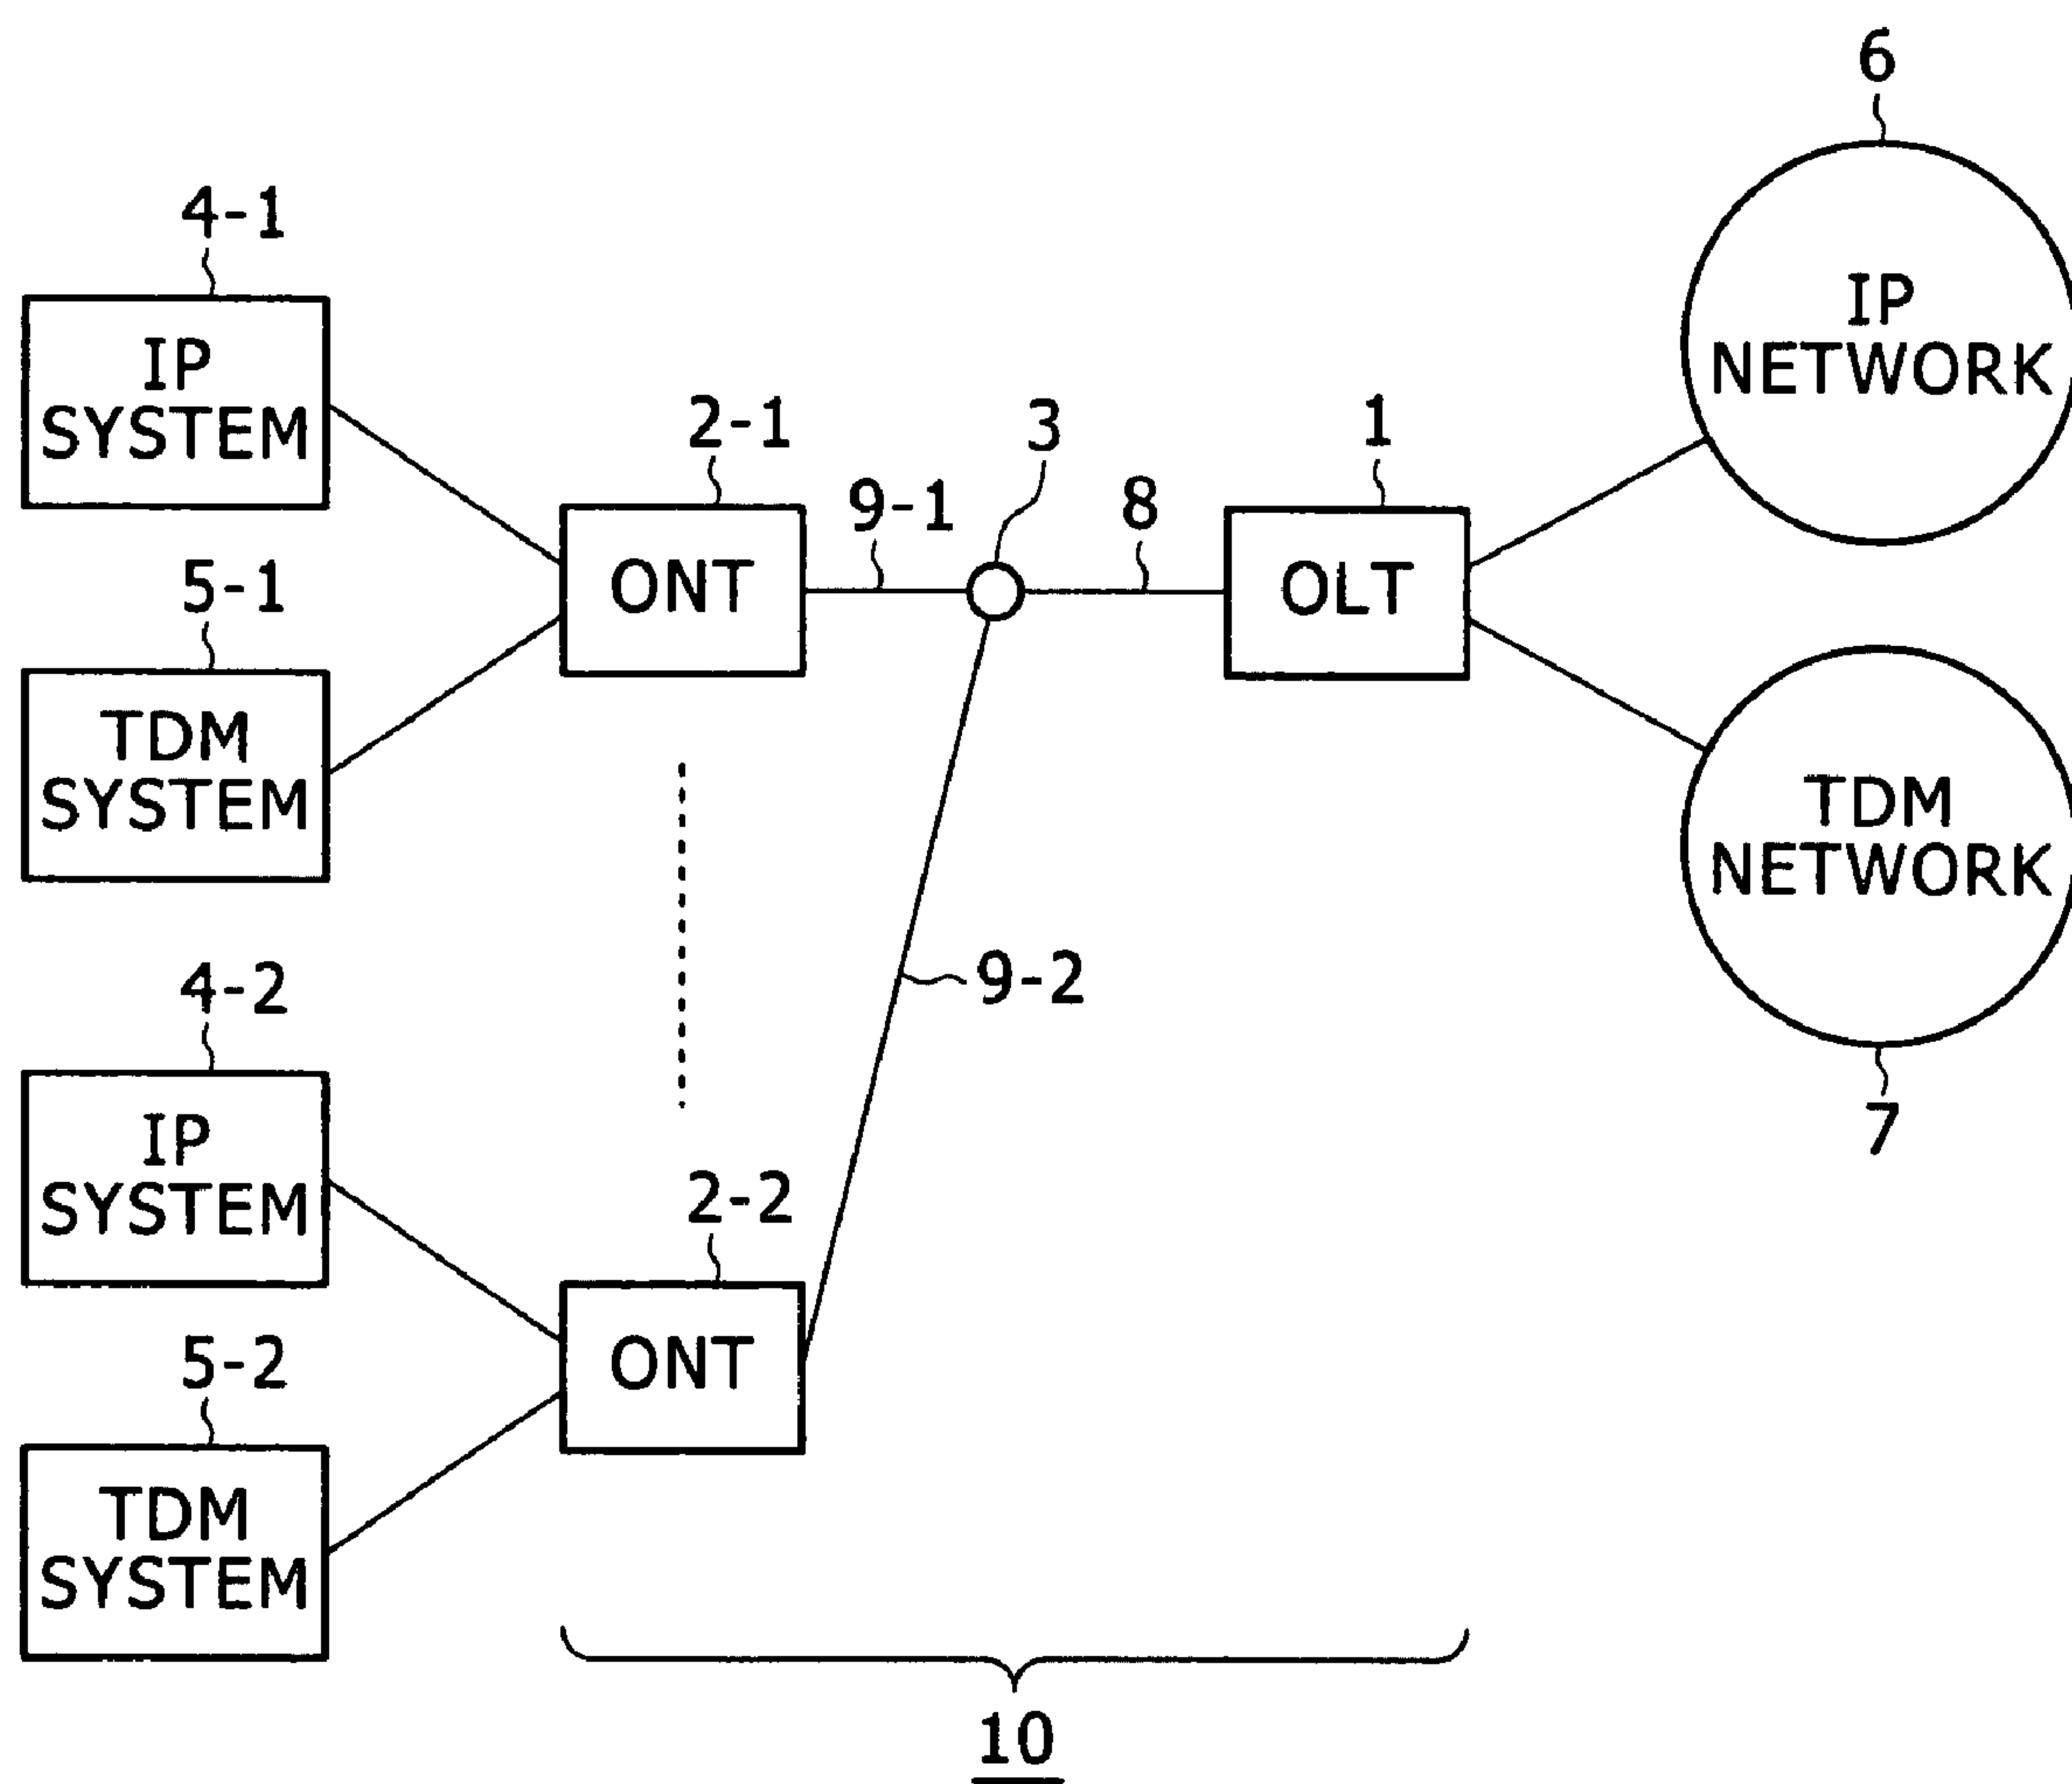 6
4-1
IP
SYSTEM
IP
NETWORK
2-1
3
1
9-1
8
5-1
ONT
OLT
TDM
SYSTEM
TDM
NETWORK
4-2
9-2
7
IP
SYSTEM
2-2
5-2
ONT
TDM
SYSTEM
10